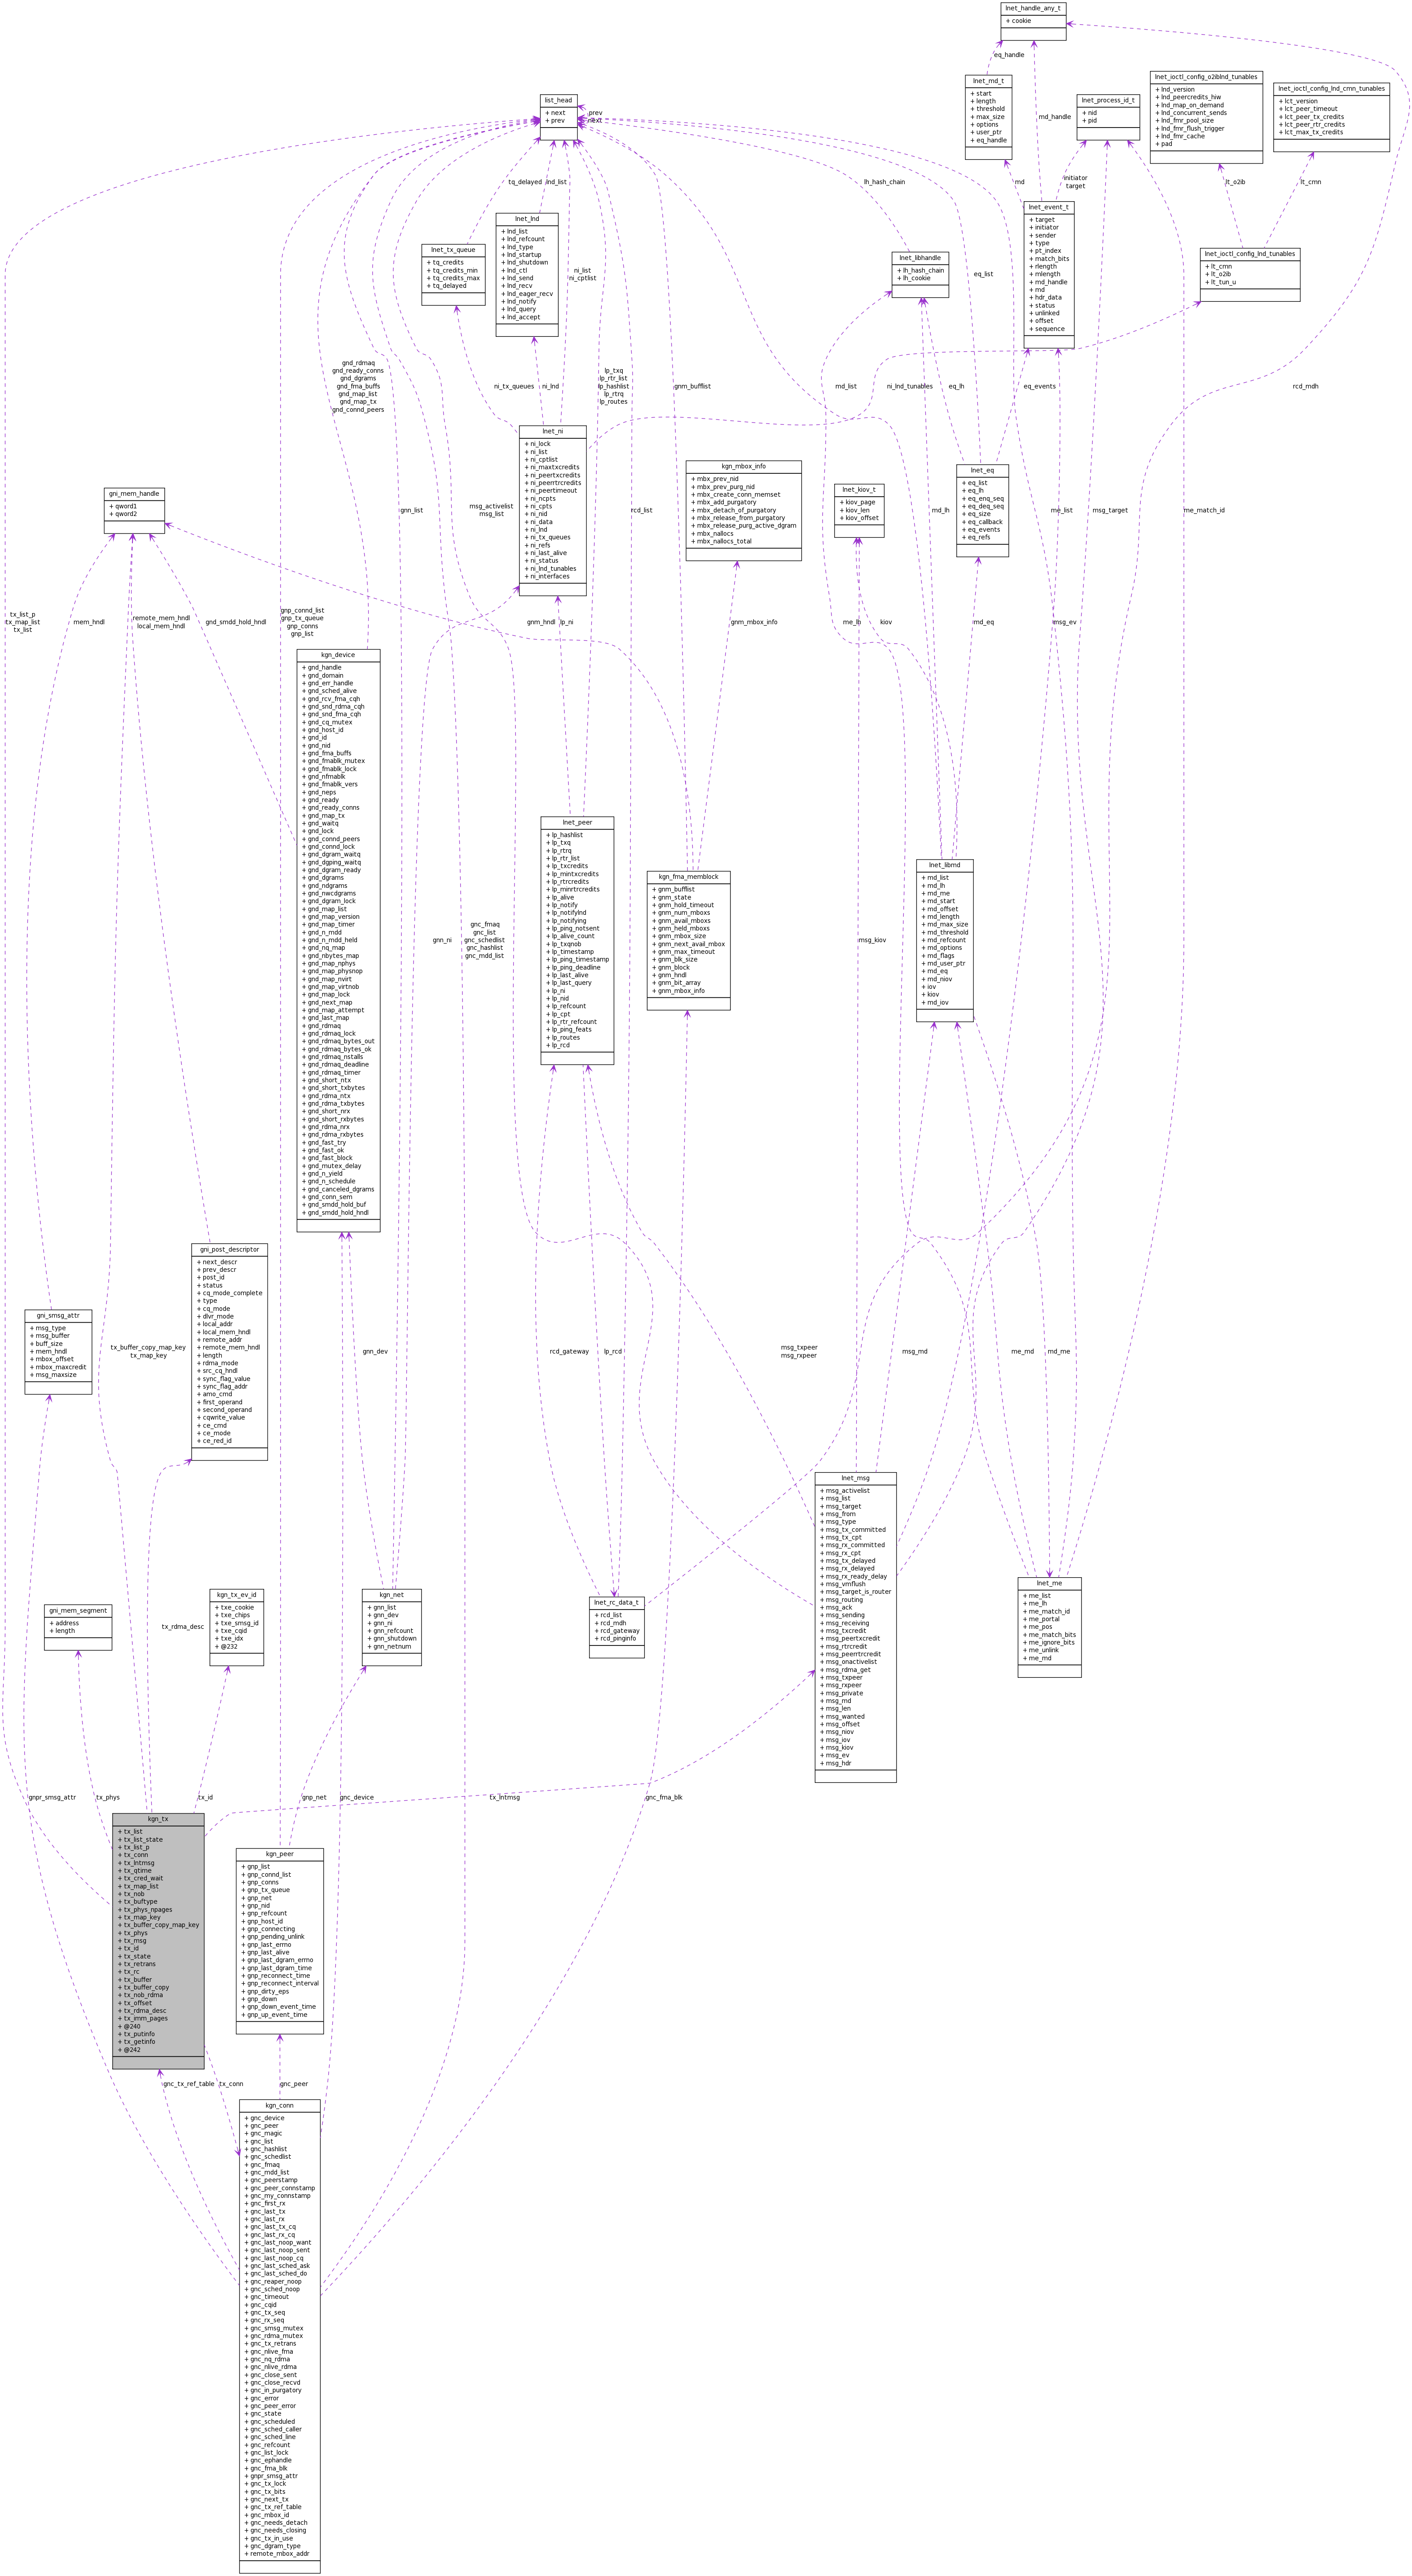 lnet_handle_any_t
+ cookie
eq_handle
lnet_md_t
+ start
+ length
+ threshold
+ max_size
+ options
+ user_ptr
+ eq_handle
lnet_ioctl_config_o2iblnd_tunables
+ lnd_version
+ lnd_peercredits_hiw
+ lnd_map_on_demand
+ lnd_concurrent_sends
+ lnd_fmr_pool_size
+ lnd_fmr_flush_trigger
+ lnd_fmr_cache
+ pad
lnet_ioctl_config_lnd_cmn_tunables
+ lct_version
+ lct_peer_timeout
+ lct_peer_tx_credits
+ lct_peer_rtr_credits
+ lct_max_tx_credits
list_head
+ next
+ prev
prev
next
lnet_process_id_t
+ nid
+ pid
md_handle
tq_delayed
lnd_list
lh_hash_chain
md
initiator
target
lt_o2ib
lt_cmn
lnet_event_t
+ target
+ initiator
+ sender
+ type
+ pt_index
+ match_bits
+ rlength
+ mlength
+ md_handle
+ md
+ hdr_data
+ status
+ unlinked
+ offset
+ sequence
lnet_lnd
+ lnd_list
+ lnd_refcount
+ lnd_type
+ lnd_startup
+ lnd_shutdown
+ lnd_ctl
+ lnd_send
+ lnd_recv
+ lnd_eager_recv
+ lnd_notify
+ lnd_query
+ lnd_accept
lnet_tx_queue
+ tq_credits
+ tq_credits_min
+ tq_credits_max
+ tq_delayed
lnet_libhandle
+ lh_hash_chain
+ lh_cookie
lnet_ioctl_config_lnd_tunables
+ lt_cmn
+ lt_o2ib
+ lt_tun_u
ni_list
ni_cptlist
eq_list
gnd_rdmaq
gnd_ready_conns
gnd_dgrams
gnd_fma_buffs
gnd_map_list
gnd_map_tx
gnd_connd_peers
ni_tx_queues
ni_lnd
lp_txq
lp_rtr_list
lp_hashlist
lp_rtrq
lp_routes
gnm_bufflist
md_list
ni_lnd_tunables
eq_lh
eq_events
rcd_mdh
lnet_ni
+ ni_lock
+ ni_list
+ ni_cptlist
+ ni_maxtxcredits
+ ni_peertxcredits
+ ni_peerrtrcredits
+ ni_peertimeout
+ ni_ncpts
+ ni_cpts
+ ni_nid
+ ni_data
+ ni_lnd
+ ni_tx_queues
+ ni_refs
+ ni_last_alive
+ ni_status
+ ni_lnd_tunables
+ ni_interfaces
kgn_mbox_info
+ mbx_prev_nid
+ mbx_prev_purg_nid
+ mbx_create_conn_memset
+ mbx_add_purgatory
+ mbx_detach_of_purgatory
+ mbx_release_from_purgatory
+ mbx_release_purg_active_dgram
+ mbx_nallocs
+ mbx_nallocs_total
lnet_kiov_t
+ kiov_page
+ kiov_len
+ kiov_offset
lnet_eq
+ eq_list
+ eq_lh
+ eq_enq_seq
+ eq_deq_seq
+ eq_size
+ eq_callback
+ eq_events
+ eq_refs
gni_mem_handle
+ qword1
+ qword2
gnn_list
msg_activelist
msg_list
rcd_list
md_lh
me_list
msg_target
me_match_id
tx_list_p
tx_map_list
tx_list
mem_hndl
remote_mem_hndl
local_mem_hndl
gnd_smdd_hold_hndl
gnp_connd_list
gnp_tx_queue
gnp_conns
gnp_list
gnm_hndl
lp_ni
gnm_mbox_info
me_lh
kiov
md_eq
msg_ev
kgn_device
+ gnd_handle
+ gnd_domain
+ gnd_err_handle
+ gnd_sched_alive
+ gnd_rcv_fma_cqh
+ gnd_snd_rdma_cqh
+ gnd_snd_fma_cqh
+ gnd_cq_mutex
+ gnd_host_id
+ gnd_id
+ gnd_nid
+ gnd_fma_buffs
+ gnd_fmablk_mutex
+ gnd_fmablk_lock
+ gnd_nfmablk
+ gnd_fmablk_vers
+ gnd_neps
+ gnd_ready
+ gnd_ready_conns
+ gnd_map_tx
+ gnd_waitq
+ gnd_lock
+ gnd_connd_peers
+ gnd_connd_lock
+ gnd_dgram_waitq
+ gnd_dgping_waitq
+ gnd_dgram_ready
+ gnd_dgrams
+ gnd_ndgrams
+ gnd_nwcdgrams
+ gnd_dgram_lock
+ gnd_map_list
+ gnd_map_version
+ gnd_map_timer
+ gnd_n_mdd
+ gnd_n_mdd_held
+ gnd_nq_map
+ gnd_nbytes_map
+ gnd_map_nphys
+ gnd_map_physnop
+ gnd_map_nvirt
+ gnd_map_virtnob
+ gnd_map_lock
+ gnd_next_map
+ gnd_map_attempt
+ gnd_last_map
+ gnd_rdmaq
+ gnd_rdmaq_lock
+ gnd_rdmaq_bytes_out
+ gnd_rdmaq_bytes_ok
+ gnd_rdmaq_nstalls
+ gnd_rdmaq_deadline
+ gnd_rdmaq_timer
+ gnd_short_ntx
+ gnd_short_txbytes
+ gnd_rdma_ntx
+ gnd_rdma_txbytes
+ gnd_short_nrx
+ gnd_short_rxbytes
+ gnd_rdma_nrx
+ gnd_rdma_rxbytes
+ gnd_fast_try
+ gnd_fast_ok
+ gnd_fast_block
+ gnd_mutex_delay
+ gnd_n_yield
+ gnd_n_schedule
+ gnd_canceled_dgrams
+ gnd_conn_sem
+ gnd_smdd_hold_buf
+ gnd_smdd_hold_hndl
lnet_peer
+ lp_hashlist
+ lp_txq
+ lp_rtrq
+ lp_rtr_list
+ lp_txcredits
+ lp_mintxcredits
+ lp_rtrcredits
+ lp_minrtrcredits
+ lp_alive
+ lp_notify
+ lp_notifylnd
+ lp_notifying
+ lp_ping_notsent
+ lp_alive_count
+ lp_txqnob
+ lp_timestamp
+ lp_ping_timestamp
+ lp_ping_deadline
+ lp_last_alive
+ lp_last_query
+ lp_ni
+ lp_nid
+ lp_refcount
+ lp_cpt
+ lp_rtr_refcount
+ lp_ping_feats
+ lp_routes
+ lp_rcd
kgn_fma_memblock
+ gnm_bufflist
+ gnm_state
+ gnm_hold_timeout
+ gnm_num_mboxs
+ gnm_avail_mboxs
+ gnm_held_mboxs
+ gnm_mbox_size
+ gnm_next_avail_mbox
+ gnm_max_timeout
+ gnm_blk_size
+ gnm_block
+ gnm_hndl
+ gnm_bit_array
+ gnm_mbox_info
lnet_libmd
+ md_list
+ md_lh
+ md_me
+ md_start
+ md_offset
+ md_length
+ md_max_size
+ md_threshold
+ md_refcount
+ md_options
+ md_flags
+ md_user_ptr
+ md_eq
+ md_niov
+ iov
+ kiov
+ md_iov
gnn_ni
gnc_fmaq
gnc_list
gnc_schedlist
gnc_hashlist
gnc_mdd_list
msg_kiov
gni_post_descriptor
+ next_descr
+ prev_descr
+ post_id
+ status
+ cq_mode_complete
+ type
+ cq_mode
+ dlvr_mode
+ local_addr
+ local_mem_hndl
+ remote_addr
+ remote_mem_hndl
+ length
+ rdma_mode
+ src_cq_hndl
+ sync_flag_value
+ sync_flag_addr
+ amo_cmd
+ first_operand
+ second_operand
+ cqwrite_value
+ ce_cmd
+ ce_mode
+ ce_red_id
gni_smsg_attr
+ msg_type
+ msg_buffer
+ buff_size
+ mem_hndl
+ mbox_offset
+ mbox_maxcredit
+ msg_maxsize
tx_buffer_copy_map_key
tx_map_key
gnn_dev
rcd_gateway
lp_rcd
msg_txpeer
msg_rxpeer
msg_md
me_md
md_me
lnet_msg
+ msg_activelist
+ msg_list
+ msg_target
+ msg_from
+ msg_type
+ msg_tx_committed
+ msg_tx_cpt
+ msg_rx_committed
+ msg_rx_cpt
+ msg_tx_delayed
+ msg_rx_delayed
+ msg_rx_ready_delay
+ msg_vmflush
+ msg_target_is_router
+ msg_routing
+ msg_ack
+ msg_sending
+ msg_receiving
+ msg_txcredit
+ msg_peertxcredit
+ msg_rtrcredit
+ msg_peerrtrcredit
+ msg_onactivelist
+ msg_rdma_get
+ msg_txpeer
+ msg_rxpeer
+ msg_private
+ msg_md
+ msg_len
+ msg_wanted
+ msg_offset
+ msg_niov
+ msg_iov
+ msg_kiov
+ msg_ev
+ msg_hdr
lnet_me
+ me_list
+ me_lh
+ me_match_id
+ me_portal
+ me_pos
+ me_match_bits
+ me_ignore_bits
+ me_unlink
+ me_md
gni_mem_segment
+ address
+ length
tx_rdma_desc
kgn_tx_ev_id
+ txe_cookie
+ txe_chips
+ txe_smsg_id
+ txe_cqid
+ txe_idx
+ @232
kgn_net
+ gnn_list
+ gnn_dev
+ gnn_ni
+ gnn_refcount
+ gnn_shutdown
+ gnn_netnum
lnet_rc_data_t
+ rcd_list
+ rcd_mdh
+ rcd_gateway
+ rcd_pinginfo
gnpr_smsg_attr
tx_phys
tx_id
gnp_net
gnc_device
tx_lntmsg
gnc_fma_blk
kgn_tx
+ tx_list
+ tx_list_state
+ tx_list_p
+ tx_conn
+ tx_lntmsg
+ tx_qtime
+ tx_cred_wait
+ tx_map_list
+ tx_nob
+ tx_buftype
+ tx_phys_npages
+ tx_map_key
+ tx_buffer_copy_map_key
+ tx_phys
+ tx_msg
+ tx_id
+ tx_state
+ tx_retrans
+ tx_rc
+ tx_buffer
+ tx_buffer_copy
+ tx_nob_rdma
+ tx_offset
+ tx_rdma_desc
+ tx_imm_pages
+ @240
+ tx_putinfo
+ tx_getinfo
+ @242
kgn_peer
+ gnp_list
+ gnp_connd_list
+ gnp_conns
+ gnp_tx_queue
+ gnp_net
+ gnp_nid
+ gnp_refcount
+ gnp_host_id
+ gnp_connecting
+ gnp_pending_unlink
+ gnp_last_errno
+ gnp_last_alive
+ gnp_last_dgram_errno
+ gnp_last_dgram_time
+ gnp_reconnect_time
+ gnp_reconnect_interval
+ gnp_dirty_eps
+ gnp_down
+ gnp_down_event_time
+ gnp_up_event_time
gnc_tx_ref_table
tx_conn
gnc_peer
kgn_conn
+ gnc_device
+ gnc_peer
+ gnc_magic
+ gnc_list
+ gnc_hashlist
+ gnc_schedlist
+ gnc_fmaq
+ gnc_mdd_list
+ gnc_peerstamp
+ gnc_peer_connstamp
+ gnc_my_connstamp
+ gnc_first_rx
+ gnc_last_tx
+ gnc_last_rx
+ gnc_last_tx_cq
+ gnc_last_rx_cq
+ gnc_last_noop_want
+ gnc_last_noop_sent
+ gnc_last_noop_cq
+ gnc_last_sched_ask
+ gnc_last_sched_do
+ gnc_reaper_noop
+ gnc_sched_noop
+ gnc_timeout
+ gnc_cqid
+ gnc_tx_seq
+ gnc_rx_seq
+ gnc_smsg_mutex
+ gnc_rdma_mutex
+ gnc_tx_retrans
+ gnc_nlive_fma
+ gnc_nq_rdma
+ gnc_nlive_rdma
+ gnc_close_sent
+ gnc_close_recvd
+ gnc_in_purgatory
+ gnc_error
+ gnc_peer_error
+ gnc_state
+ gnc_scheduled
+ gnc_sched_caller
+ gnc_sched_line
+ gnc_refcount
+ gnc_list_lock
+ gnc_ephandle
+ gnc_fma_blk
+ gnpr_smsg_attr
+ gnc_tx_lock
+ gnc_tx_bits
+ gnc_next_tx
+ gnc_tx_ref_table
+ gnc_mbox_id
+ gnc_needs_detach
+ gnc_needs_closing
+ gnc_tx_in_use
+ gnc_dgram_type
+ remote_mbox_addr